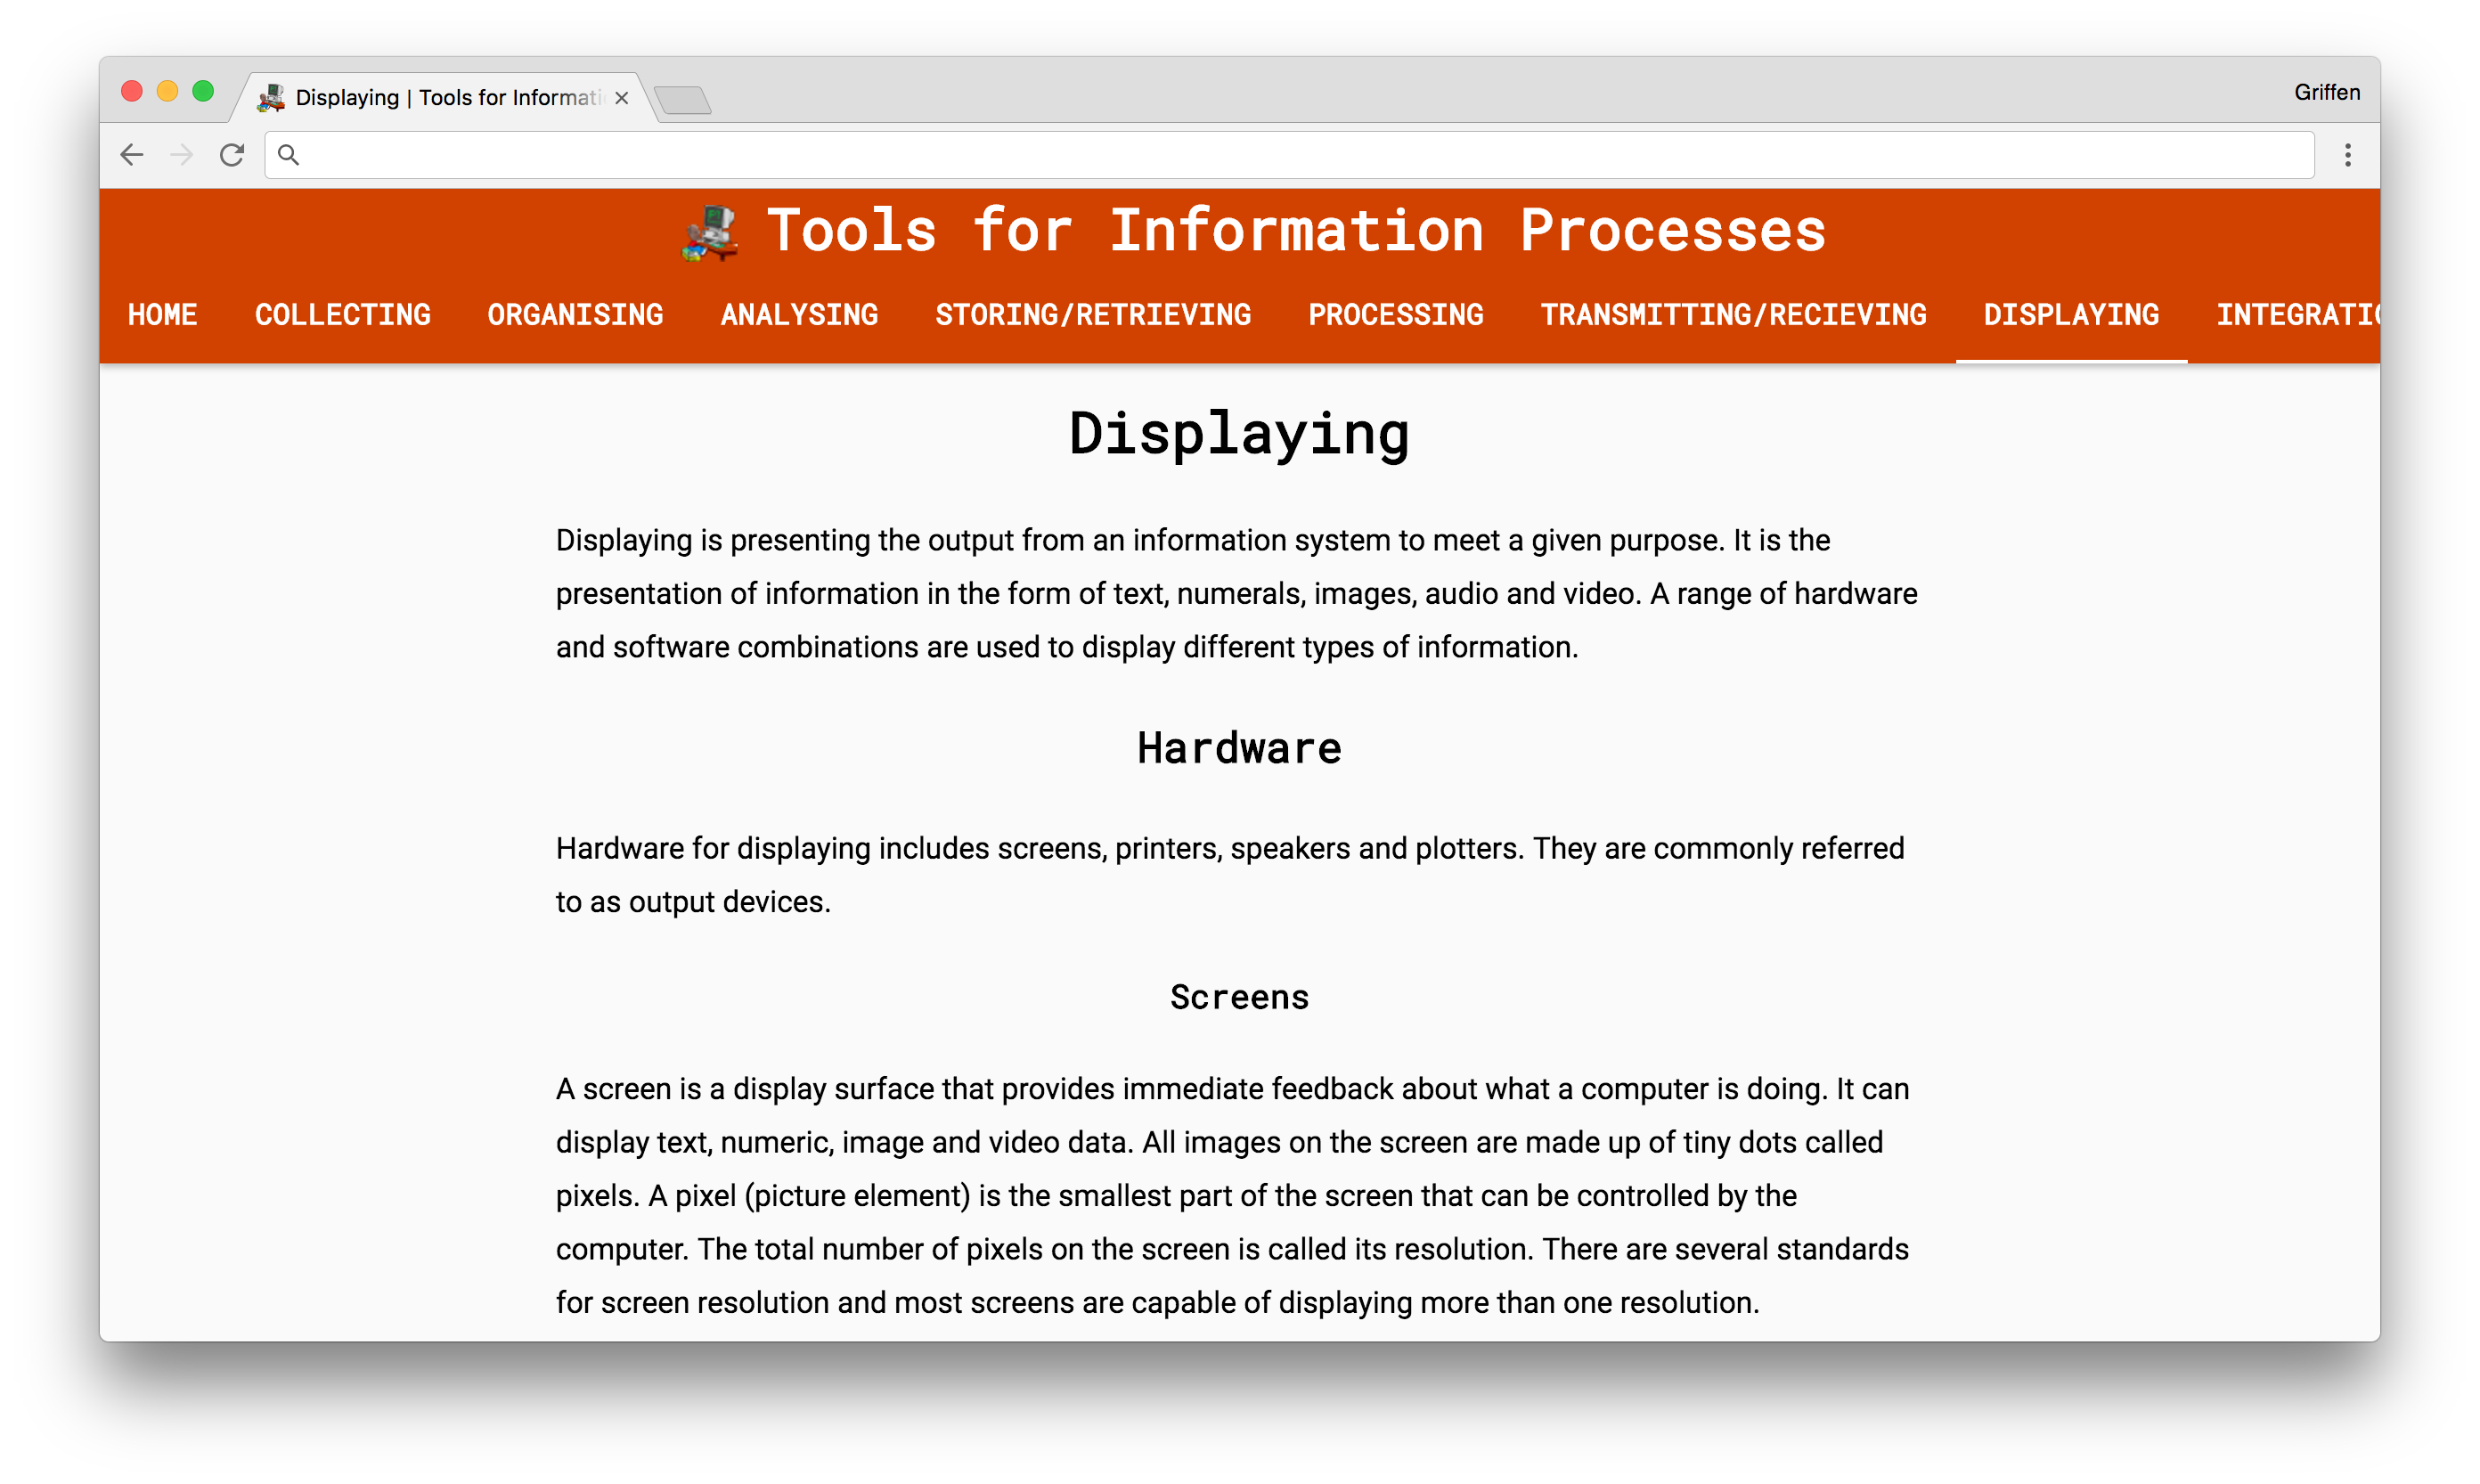 Displaying | Tools for Informati
Griffen
Tools for Information Processes
HOME COLLECTING ORGANISING ANALYSING STORING/RETRIEVING PROCESSING TRANSMITTING/RECIEVING DISPLAYING INTEGRATIO
Displaying
Displaying is presenting the output from an information system to meet a given purpose. It is the
presentation of information in the form of text, numerals, images, audio and video. A range of hardware
and software combinations are used to display different types of information.
Hardware
Hardware for displaying includes screens, printers, speakers and plotters. They are commonly referred
to as output devices.
Screens
A screen is a display surface that provides immediate feedback about what a computer is doing. It can
display text, numeric, image and video data. All images on the screen are made up of tiny dots called
pixels. A pixel (picture element) is the smallest part of the screen that can be controlled by the
computer. The total number of pixels on the screen is called its resolution. There are several standards
for screen resolution and most screens are capable of displaying more than one resolution.